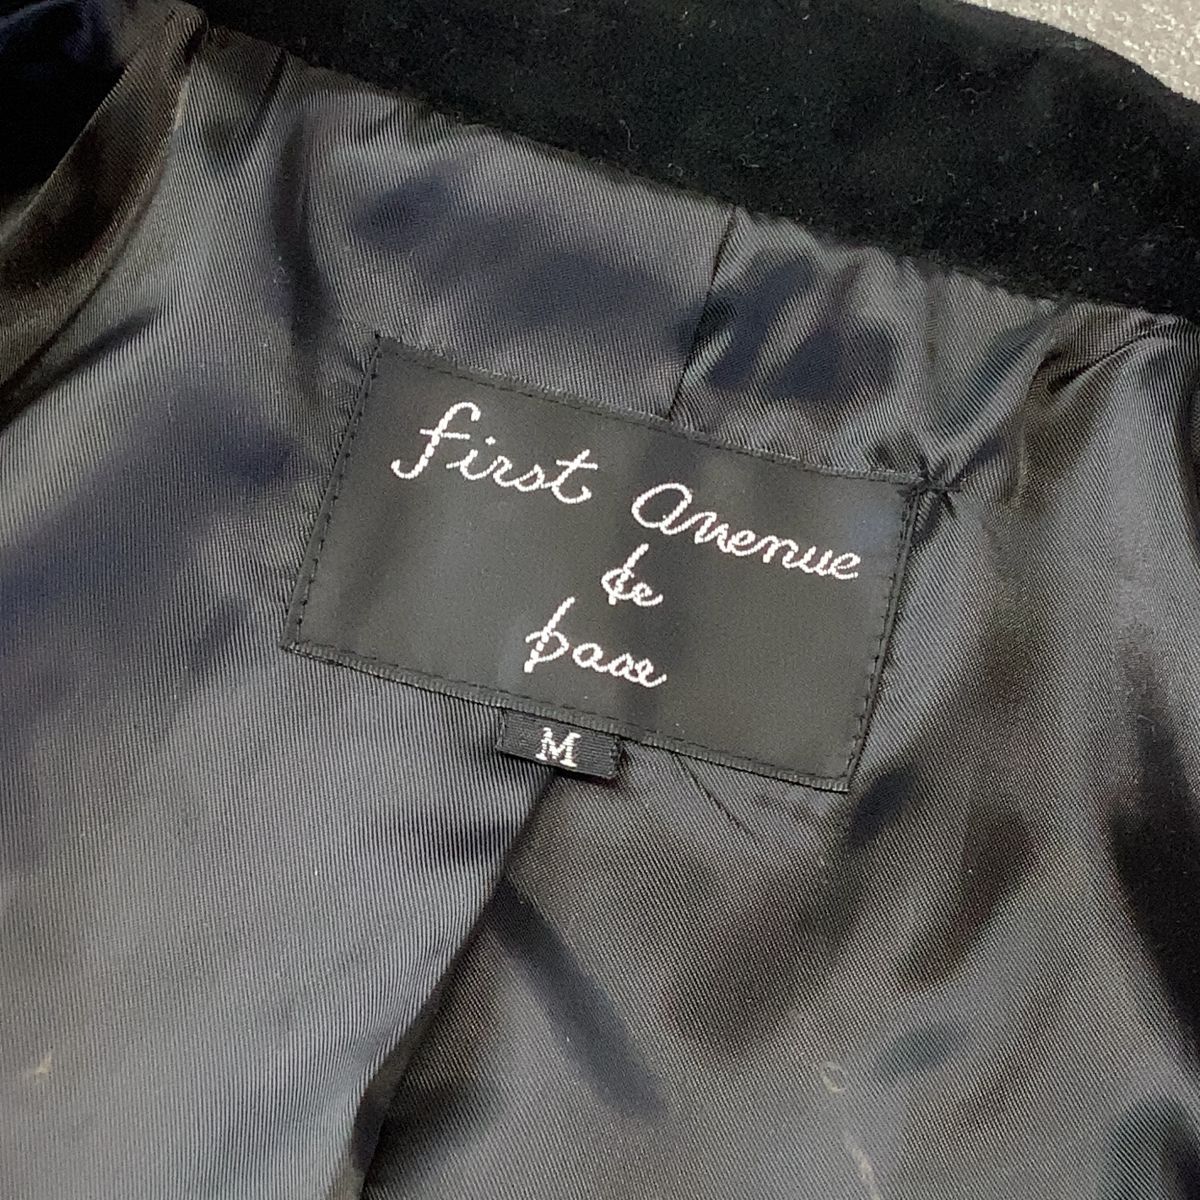 first avenue
de
base
M